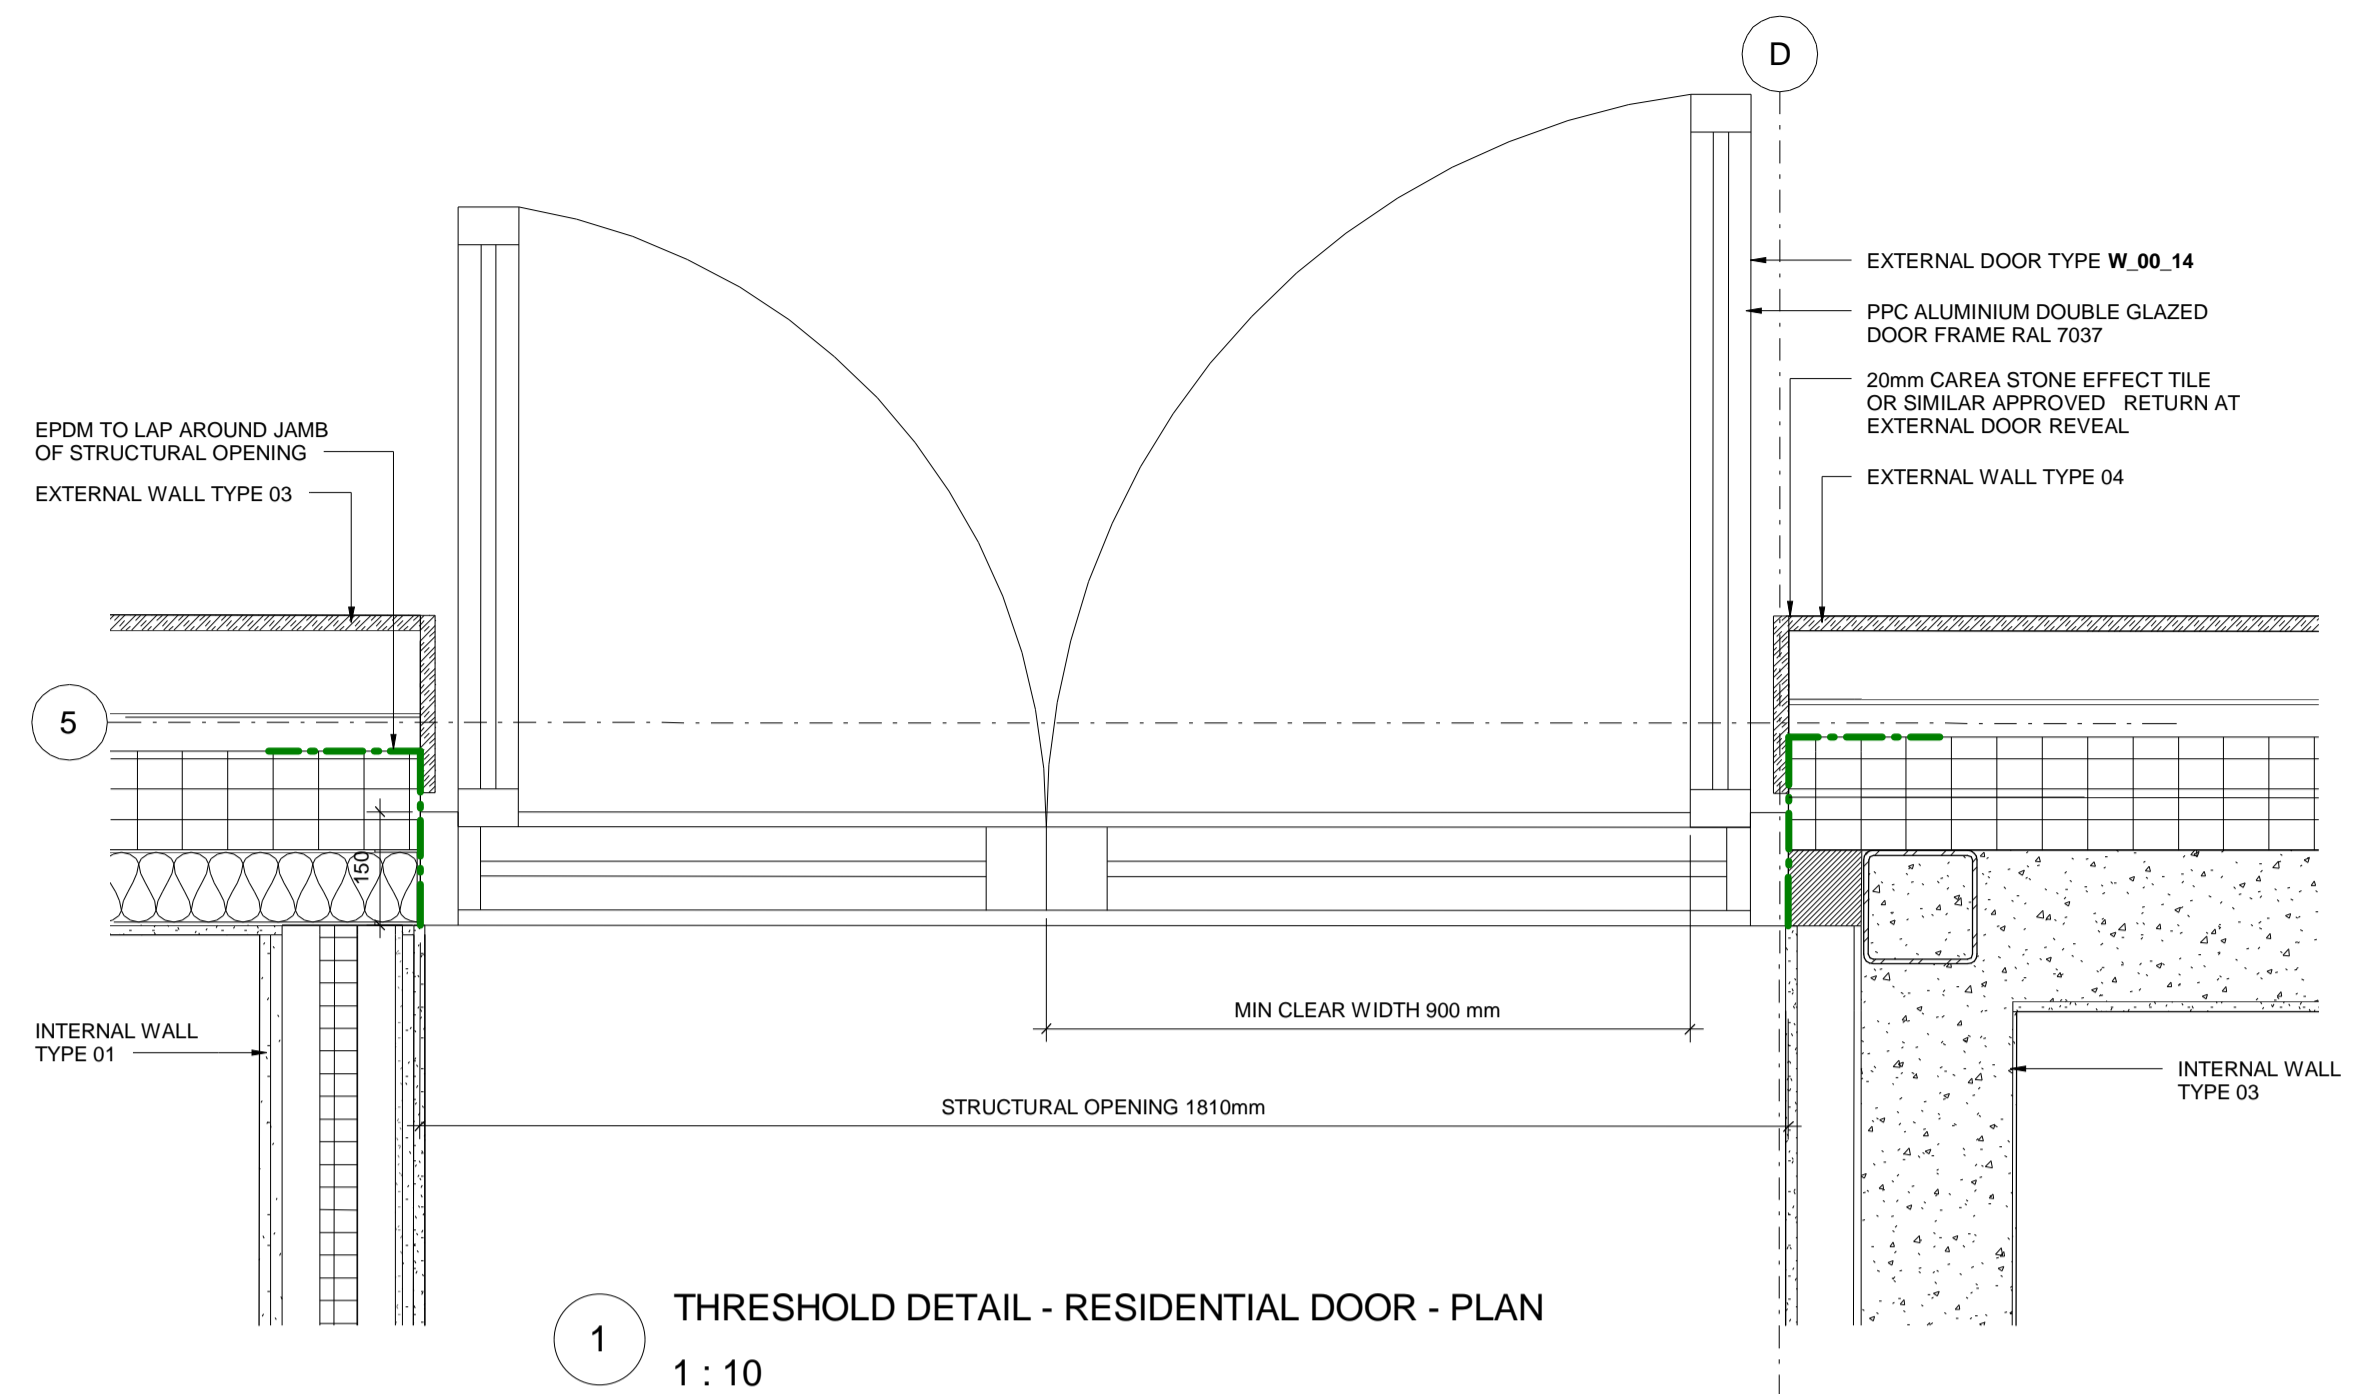 D
EXTERNAL DOOR TYPE W_00_14
PPC ALUMINIUM DOUBLE GLAZED
DOOR FRAME RAL 7037
20mm CAREA STONE EFFECT TILE
OR SIMILAR APPROVED RETURN AT
EXTERNAL DOOR REVEAL
EXTERNAL WALL TYPE 04
EPDM TO LAP AROUND JAMB
OF STRUCTURAL OPENING
EXTERNAL WALL TYPE 03
5
150
MIN CLEAR WIDTH 900 mm
INTERNAL WALL
TYPE 01
INTERNAL WALL
TYPE 03
STRUCTURAL OPENING 1810mm
1
THRESHOLD DETAIL - RESIDENTIAL DOOR - PLAN
1 : 10